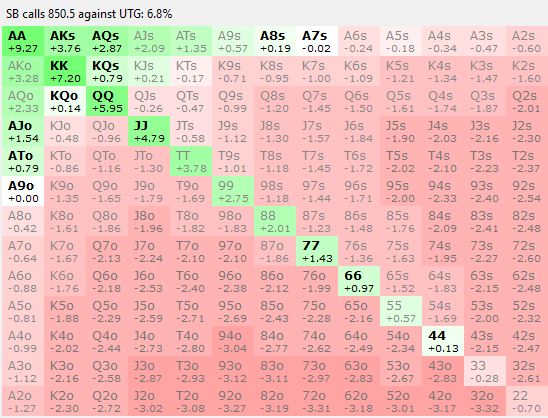 SB calls 850.5 against UTG: 6.8%
AA AKs AQs AJs ATs A9s A8s A7s A6s A5s A4s A3s A2s
+9.27 +3.76 +2.87 +2.09 +1.35 +0.57 +0.19 -0.02 -0.24 -0.18 -0.34 -0.47 -0.60
AKo KK KQs KJs KTs K9s K8s K7s K6s K5s K4s K3s K2s
+3.28 +7.20 +0.79 +0.21 -0.17 -0.71 -0.95 -1.00 -1.09 -1.21 -1.34 -1.47 -1.60
AQo KQo QQ QJs QTs Q9s Q8s Q7s Q6s Q5s Q4s Q3s Q2s
+2.33 +0.14 +5.95 -0.26 -0.47 -0.99 -1.20 -1.45 -1.50 -1.61 -1.74 -1.87 -2.01
AJo KJo QJo JJ JTs J9s J8s J7s J6s J5s J4s J3s J2s
+1.54 -0.48 -0.96 +4.79 -0.58 -1.12 -1.30 -1.57 -1.84 -1.90 -2.03 -2.16 -2.30
ATo KTo QTo JTo TT T9s T8s T7s T6s T5s T4s T3s T2s
+0.79 -0.86 -1.16 -1.30 +3.78 -1.01 -1.18 -1.45 -1.72 -2.02 -2.10 -2.23 -2.36
A9o K9o Q9o J9o T9o 99 98s 97s 96s 95s 94s 93s 92s
+0.00 -1.35 -1.65 -1.79 -1.69 +2.75 -1.18 -1.44 -1.71 -2.00 -2.33 -2.40 -2.54
A8o K8o Q8o J8o T8o 98o 88 87s 86s 85s 84s 83s 82s
-0.42 -1.61 -1.86 -1.96 -1.82 -1.83 +2.01 -1.23 -1.48 -1.76 -2.09 -2.41 -2.48
A7o K7o Q7o J7o T7o 97o 87o 77 76s 75s 74s 73s 72s
-0.64 -1.67 -2.13 -2.24 -2.10 -2.10 -1.86 +1.43 -1.36 -1.63 -1.95 -2.27 -2.60
A6o K6o Q6o J6o T6o 96o 86o 76o 66 65s 64s 63s 62s
-0.88 -1.76 -2.18 -2.53 -2.40 -2.38 -2.12 -1.99 +0.97 -1.52 -1.83 -2.15 -2.48
A5o K5o Q5o J5o T5o 95o 85o 75o 65o 55 54s 53s 52s
-0.81 -1.88 -2.29 -2.59 -2.71 -2.69 -2.43 -2.28 -2.16 +0.57 -1.69 -2.00 -2.32
A4o K4o Q4o J4o T4o 94o 84o 74o 64o 54o 44 43s 42s
-0.99 -2.02 -2.44 -2.73 -2.80 -3.04 -2.77 -2.62 -2.49 -2.34 +0.13 -2.15 -2.47
A3o K3o Q3o J3o T3o 93o 83o 73o 63o 53o 43o 33 32s
-1.12 -2.16 -2.58 -2.87 -2.93 -3.12 -3.11 -2.97 -2.83 -2.67 -2.83 -0.28 -2.61
A2o K2o Q2o J2o T2o 92o 82o 72o 62o 52o 42o 32o 22
-1.27 -2.30 -2.72 -3.02 -3.08 -3.27 -3.19 -3.31 -3.18 -3.01 -3.17 -3.32 -0.70